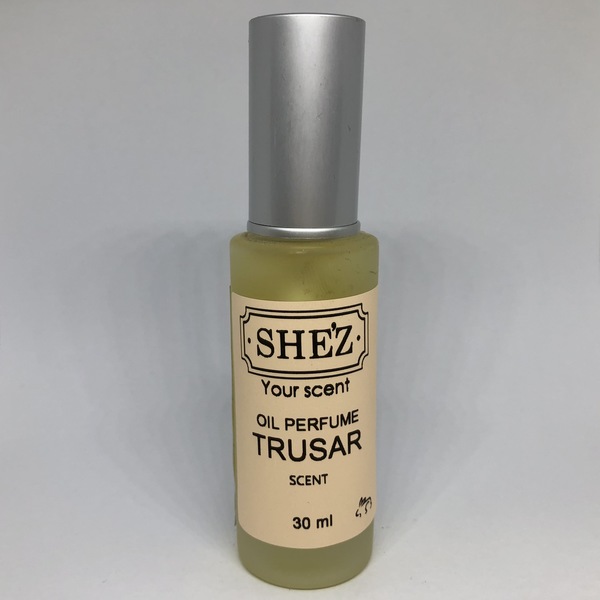 · SHE'Z ·
Your scent
OIL PERFUME
TRUSAR
SCENT
30 ml